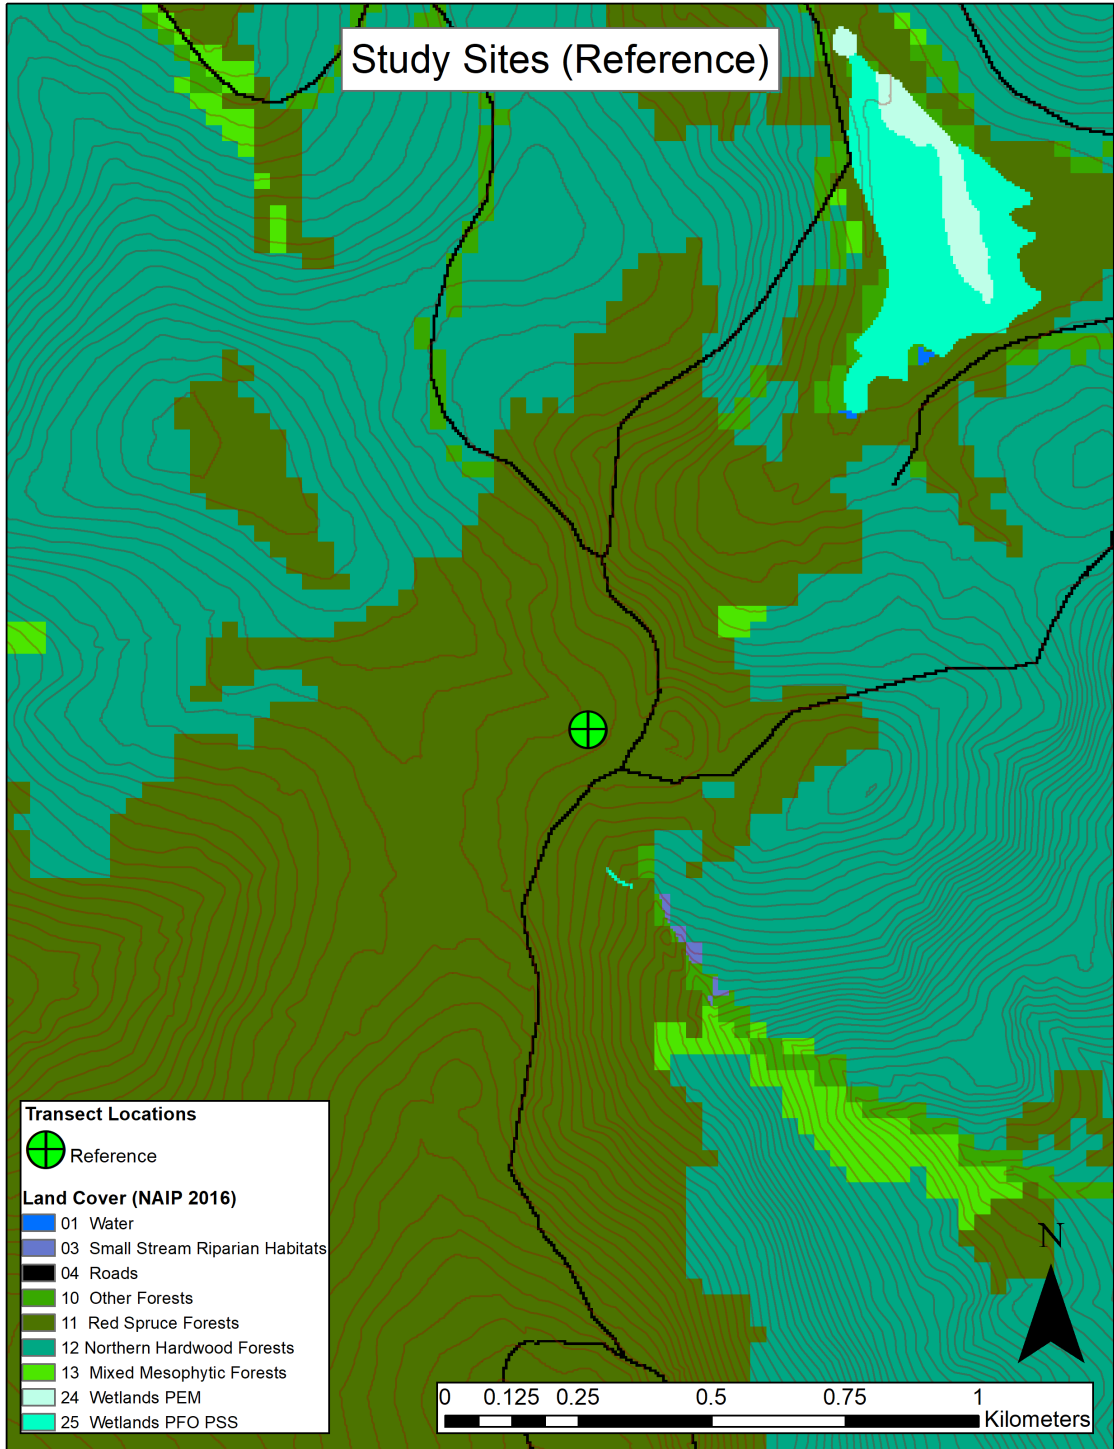 Study Sites (Reference)
Transect Locations
Reference
Land Cover (NAIP 2016)
01 Water
03 Small Stream Riparian Habitats
04 Roads
10 Other Forests
11 Red Spruce Forests
12 Northern Hardwood Forests
13 Mixed Mesophytic Forests
24 Wetlands PEM
25 Wetlands PFO PSS
N
0 0.125 0.25 0.5 0.75 1
Kilometers